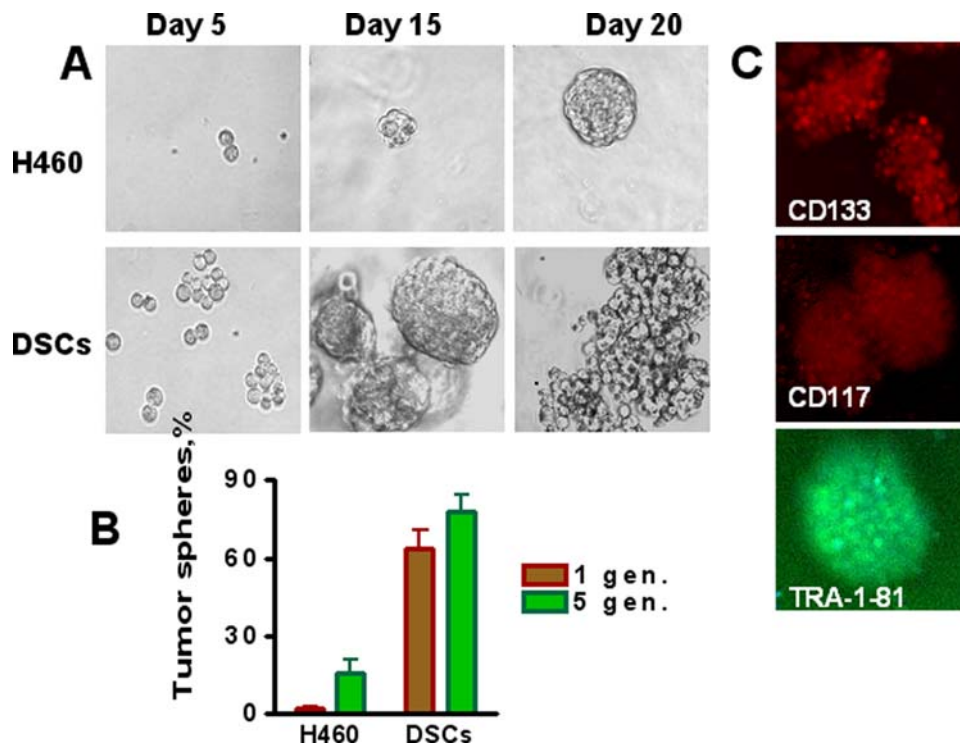 Day 5 Day 15 Day 20
A
H460
DSCs
B
Tumor spheres,%
90
60
30
0
H460 DSCs
1 gen.
5 gen.
C
CD133
CD117
TRA-1-81